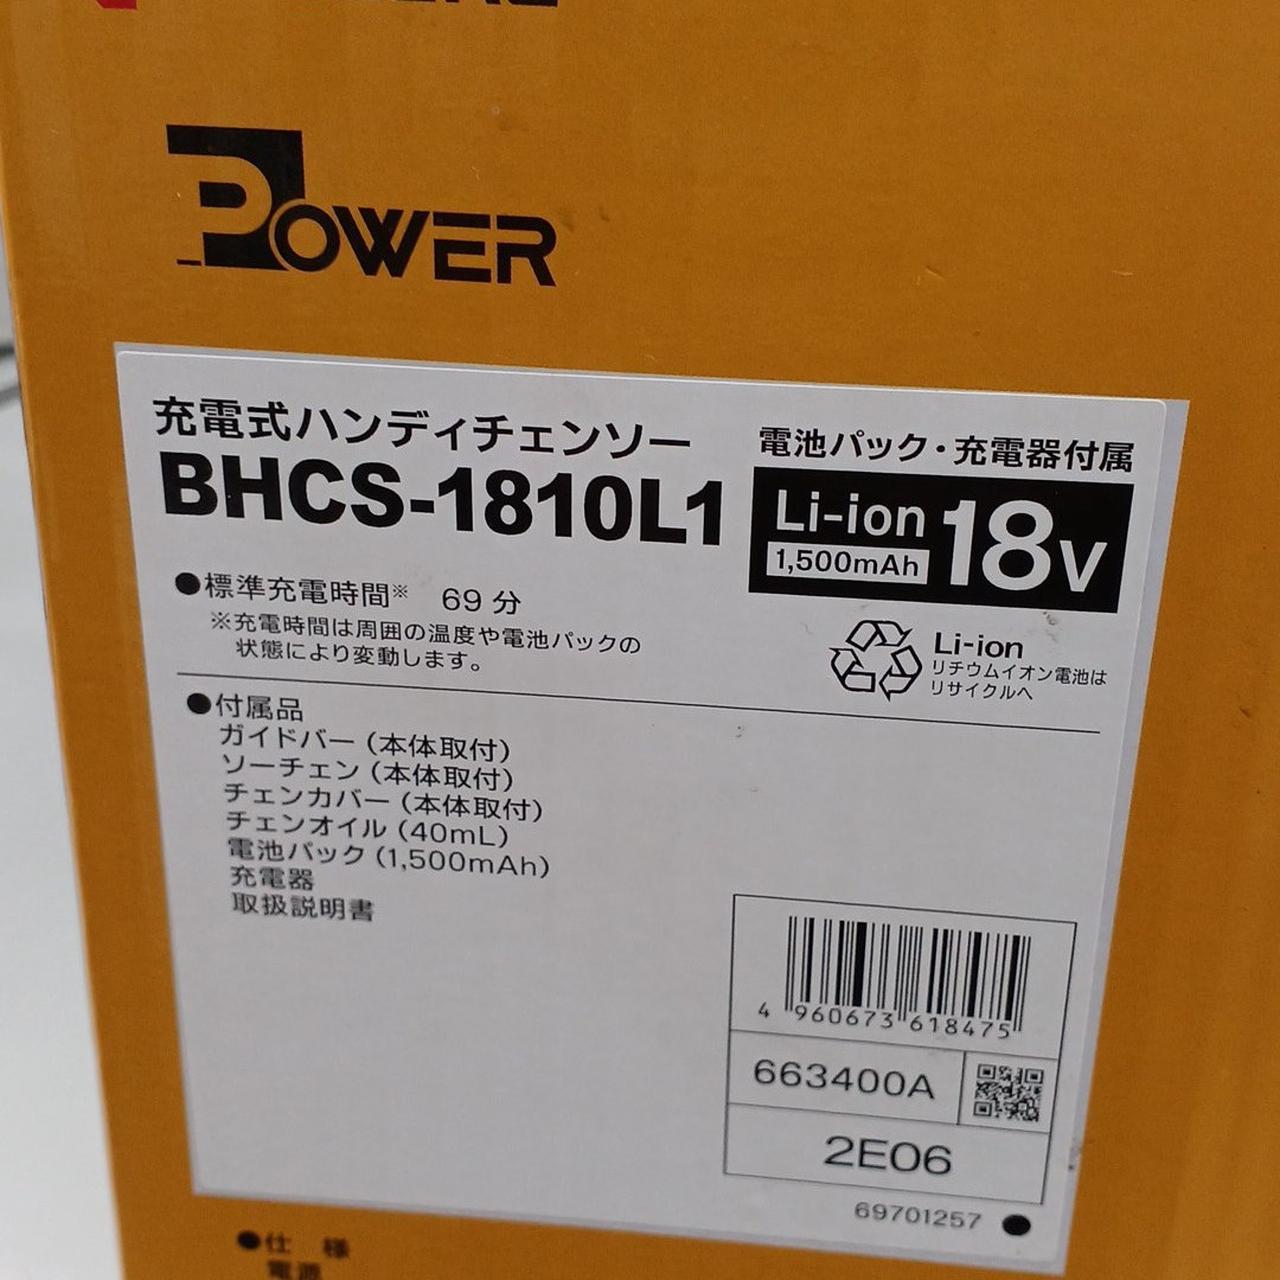 POWER
充電式ハンディチェンソー
BHCS-1810L1
電池パック・充電器付属
Li-ion
1,500mAh
18V
●標準充電時間※ 69分
※充電時間は周囲の温度や電池パックの
状態により変動します。
Li-ion
リチウムイオン電池は
リサイクルへ
●付属品
ガイドバー(本体取付)
ソーチェン(本体取付)
チェンカバー(本体取付)
チェンオイル(40mL)
電池パック(1,500mAh)
充電器
取扱説明書
4 960673 618475
663400A
2E06
69701257
●仕 様
電源